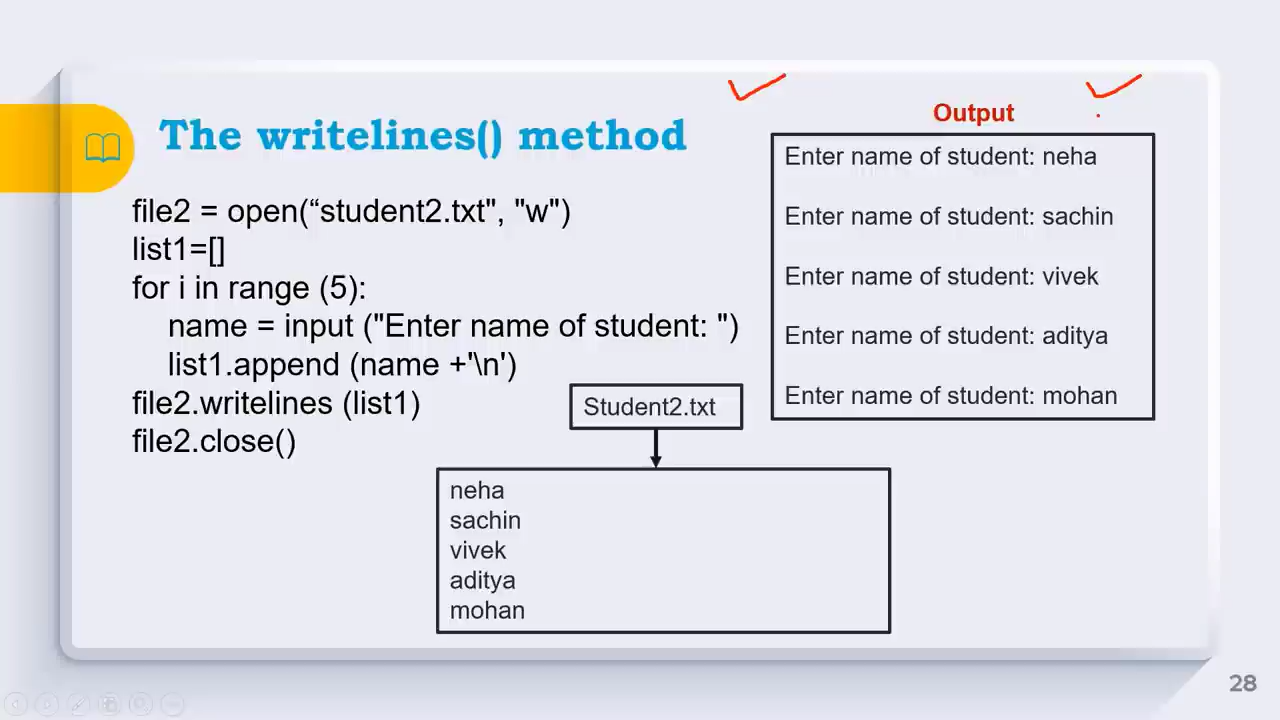 The writelines() method
file2 = open(“student2.txt", "w")
list1=[]
for i in range (5):
name = input ("Enter name of student: ")
list1.append (name +'\n')
file2.writelines (list1)
file2.close()
Output
Enter name of student: neha
Enter name of student: sachin
Enter name of student: vivek
Enter name of student: aditya
Enter name of student: mohan
Student2.txt
neha
sachin
vivek
aditya
mohan
28